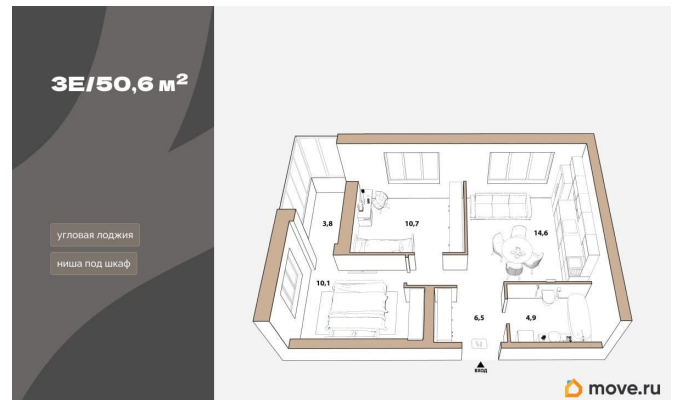 3Е/50,6 м²
угловая лоджия
ниша под шкаф
3,8
10,7
14,6
10,1
6,5
4,9
вход
move.ru